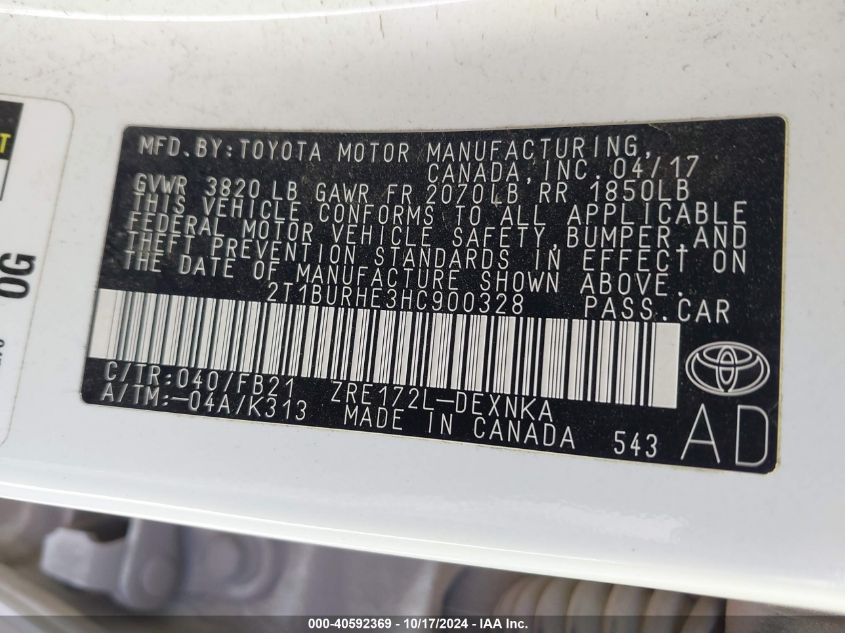 MFD. BY: TOYOTA MOTOR MANUFACTURING,
CANADA, INC. 04/17
GVWR 3820 LB GAWR FR 2070LB RR 1850LB
THIS VEHICLE CONFORMS TO ALL APPLICABLE
FEDERAL MOTOR VEHICLE SAFETY, BUMPER, AND
THEFT PREVENTION STANDARDS IN EFFECT ON
THE DATE OF MANUFACTURE SHOWN ABOVE.
2T1BURHE3HC900328 PASS. CAR
C/TR: 040/FB21 ZRE172L-DEXNKA
A/TM: -04A/K313 MADE IN CANADA 543
AD
0G
000-40592369 - 10/17/2024 - IAA Inc.